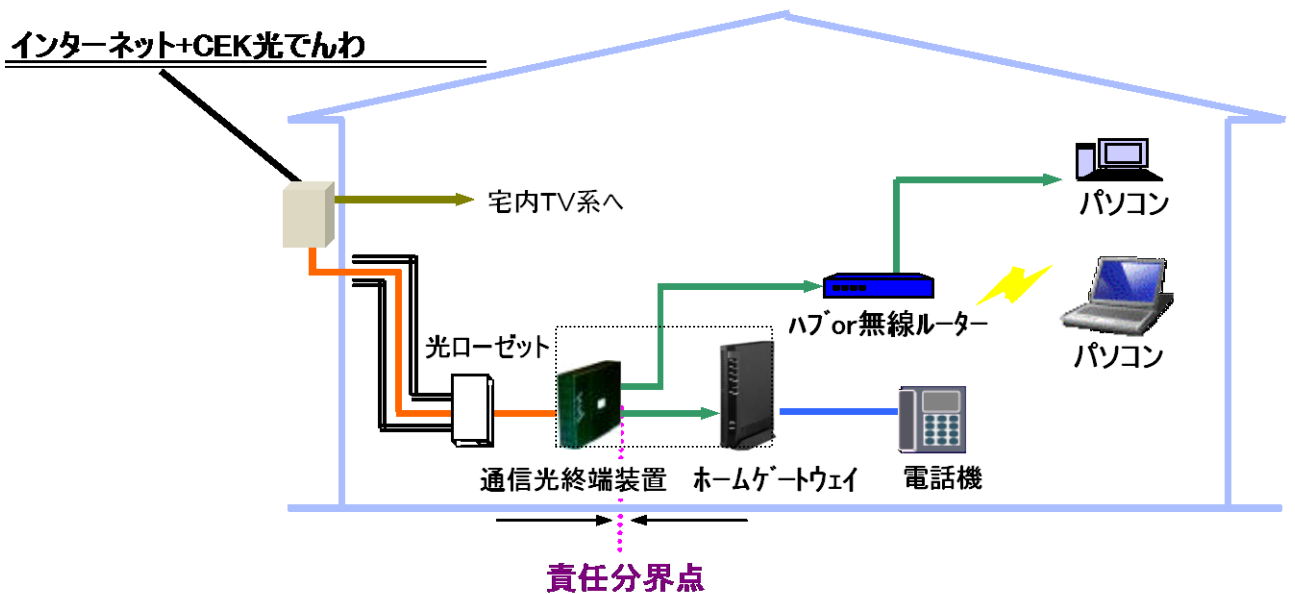 インターネット+CEK光でんわ
宅内TV系へ
パソコン
ハブor無線ルーター
パソコン
光ローゼット
通信光終端装置
ホームゲートウェイ
電話機
責任分界点